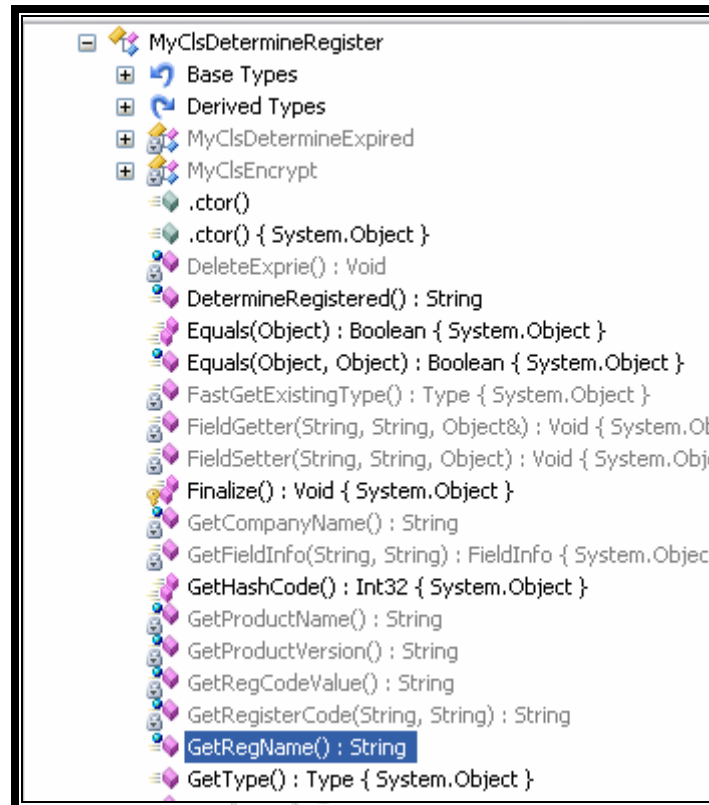 MyClsDetermineRegister
Base Types
Derived Types
MyClsDetermineExpired
MyClsEncrypt
.ctor()
.ctor() { System.Object }
DeleteExprie() : Void
DetermineRegistered() : String
Equals(Object) : Boolean { System.Object }
Equals(Object, Object) : Boolean { System.Object }
FastGetExistingType() : Type { System.Object }
FieldGetter(String, String, Object&) : Void { System.Ob
FieldSetter(String, String, Object) : Void { System.Obje
Finalize() : Void { System.Object }
GetCompanyName() : String
GetFieldInfo(String, String) : FieldInfo { System.Objec
GetHashCode() : Int32 { System.Object }
GetProductName() : String
GetProductVersion() : String
GetRegCodeValue() : String
GetRegisterCode(String, String) : String
GetRegName() : String
GetType() : Type { System.Object }